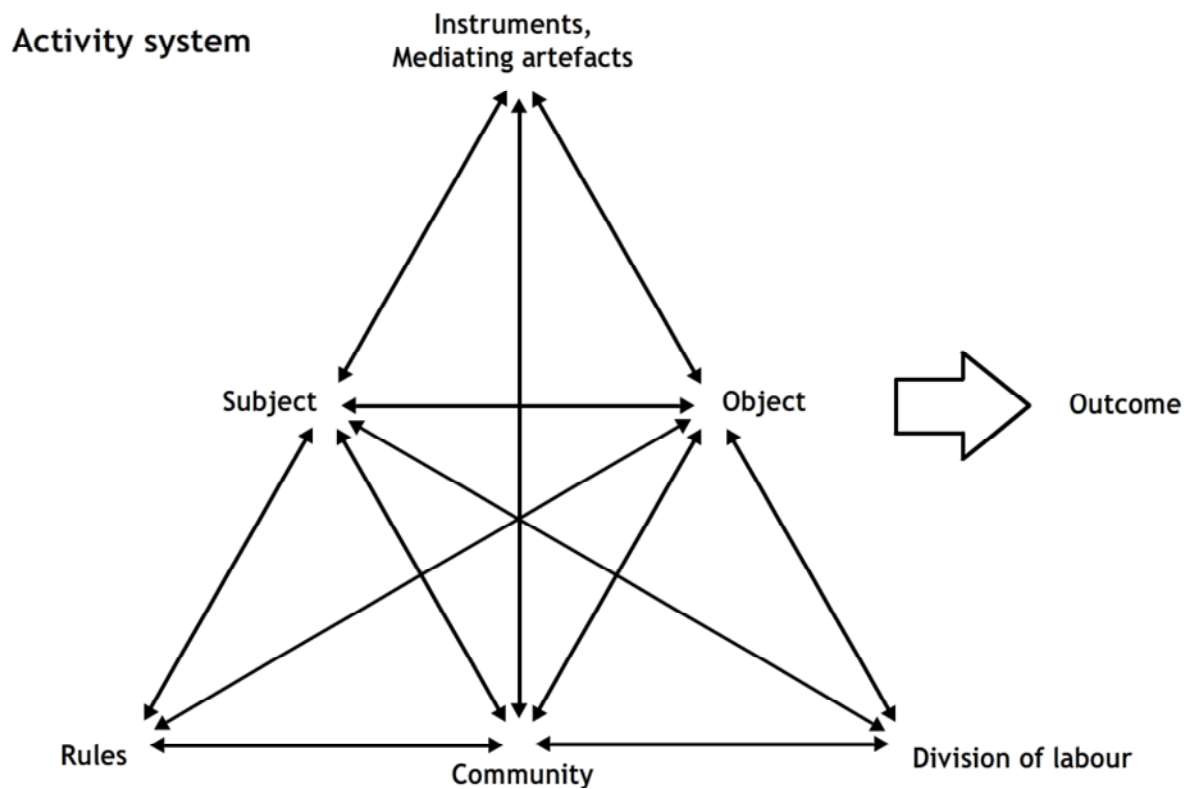 Activity system
Instruments,
Mediating artefacts
Subject
Object
Outcome
Rules
Community
Division of labour